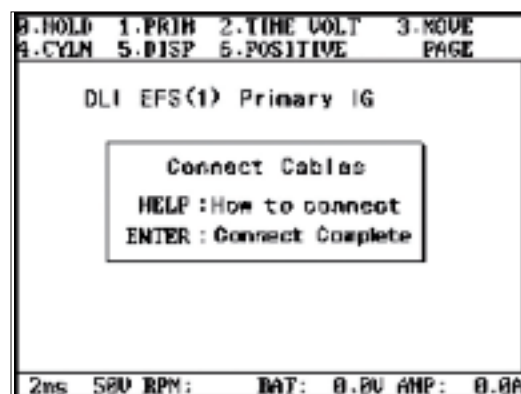 0.HOLD 1.PRIM 2.TIME VOLT 3.MOVE
4.CYLN 5.DISP 6.POSITIVE PAGE
DLI EFS(1) Primary IG
Connect Cables
HELP :How to connect
ENTER : Connect Complete
2ms 50V RPM: BAT: 0.0V AMP: 0.0A